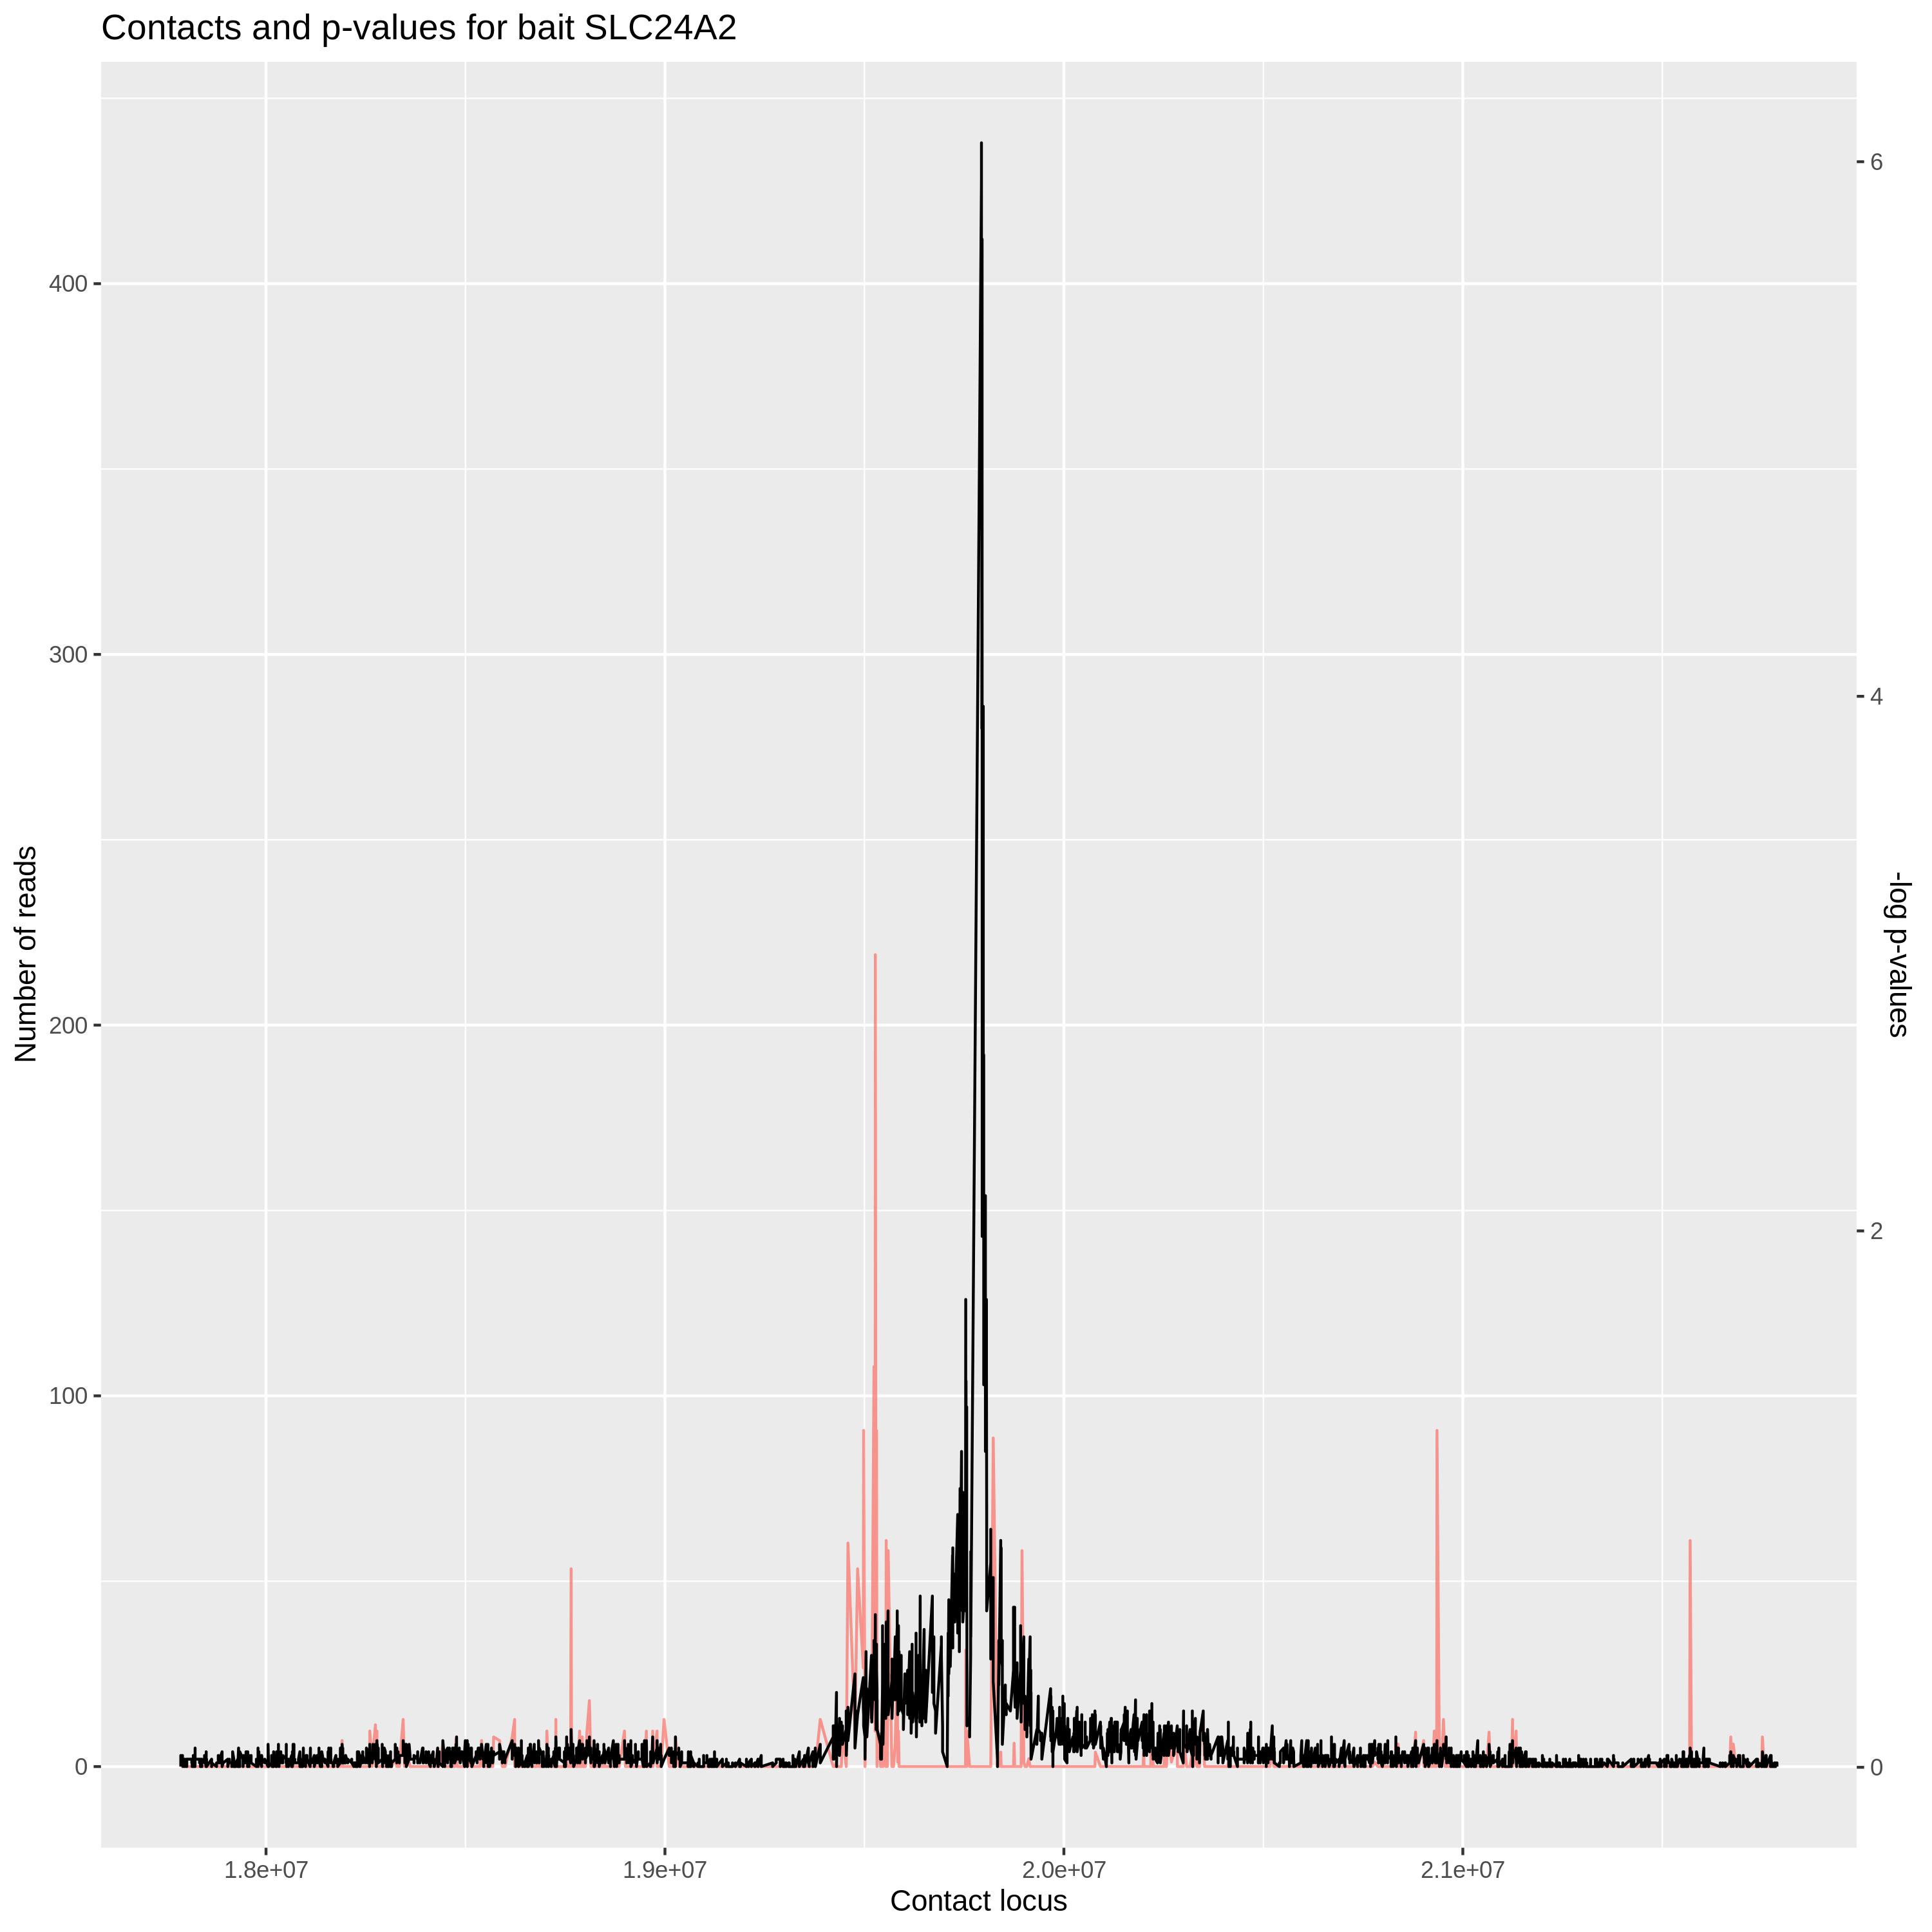 Contacts and p-values for bait SLC24A2
400
300
200
100
0
Number of reads
6
4
2
0
-log p-values
1.8e+07
1.9e+07
2.0e+07
2.1e+07
Contact locus